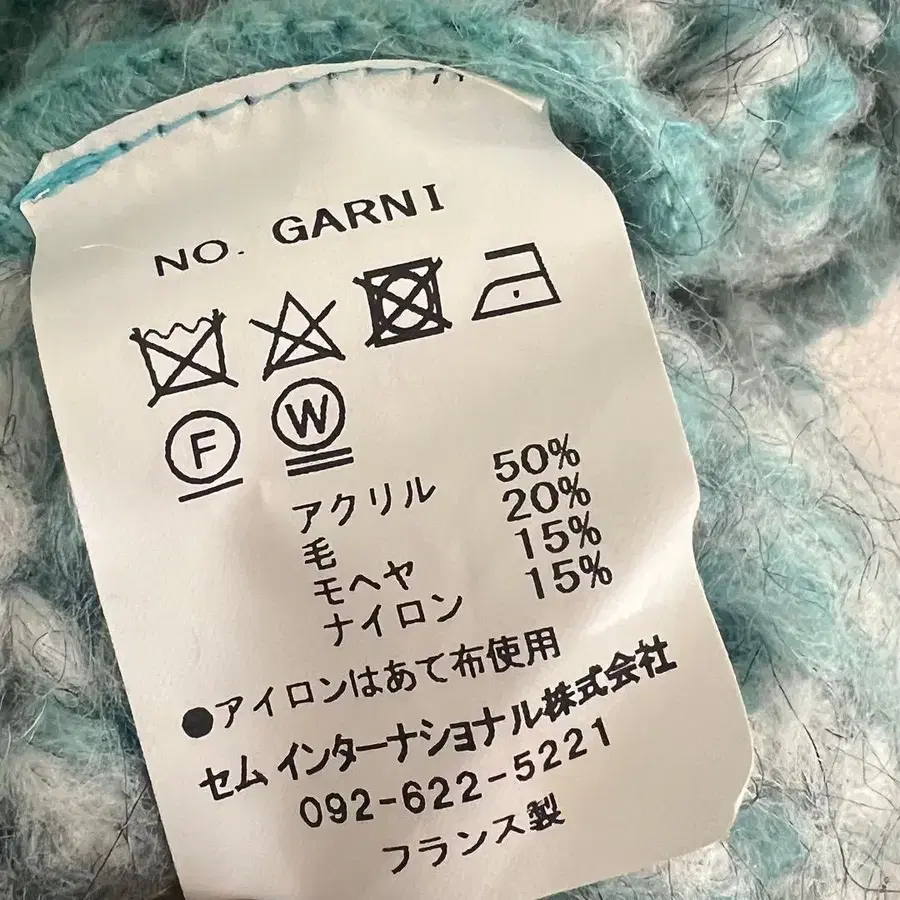 NO. GARNI
F W
アクリル 50%
毛 20%
モヘヤ 15%
ナイロン 15%
●アイロンはあて布使用
セム インターナショナル株式会社
092-622-5221
フランス製